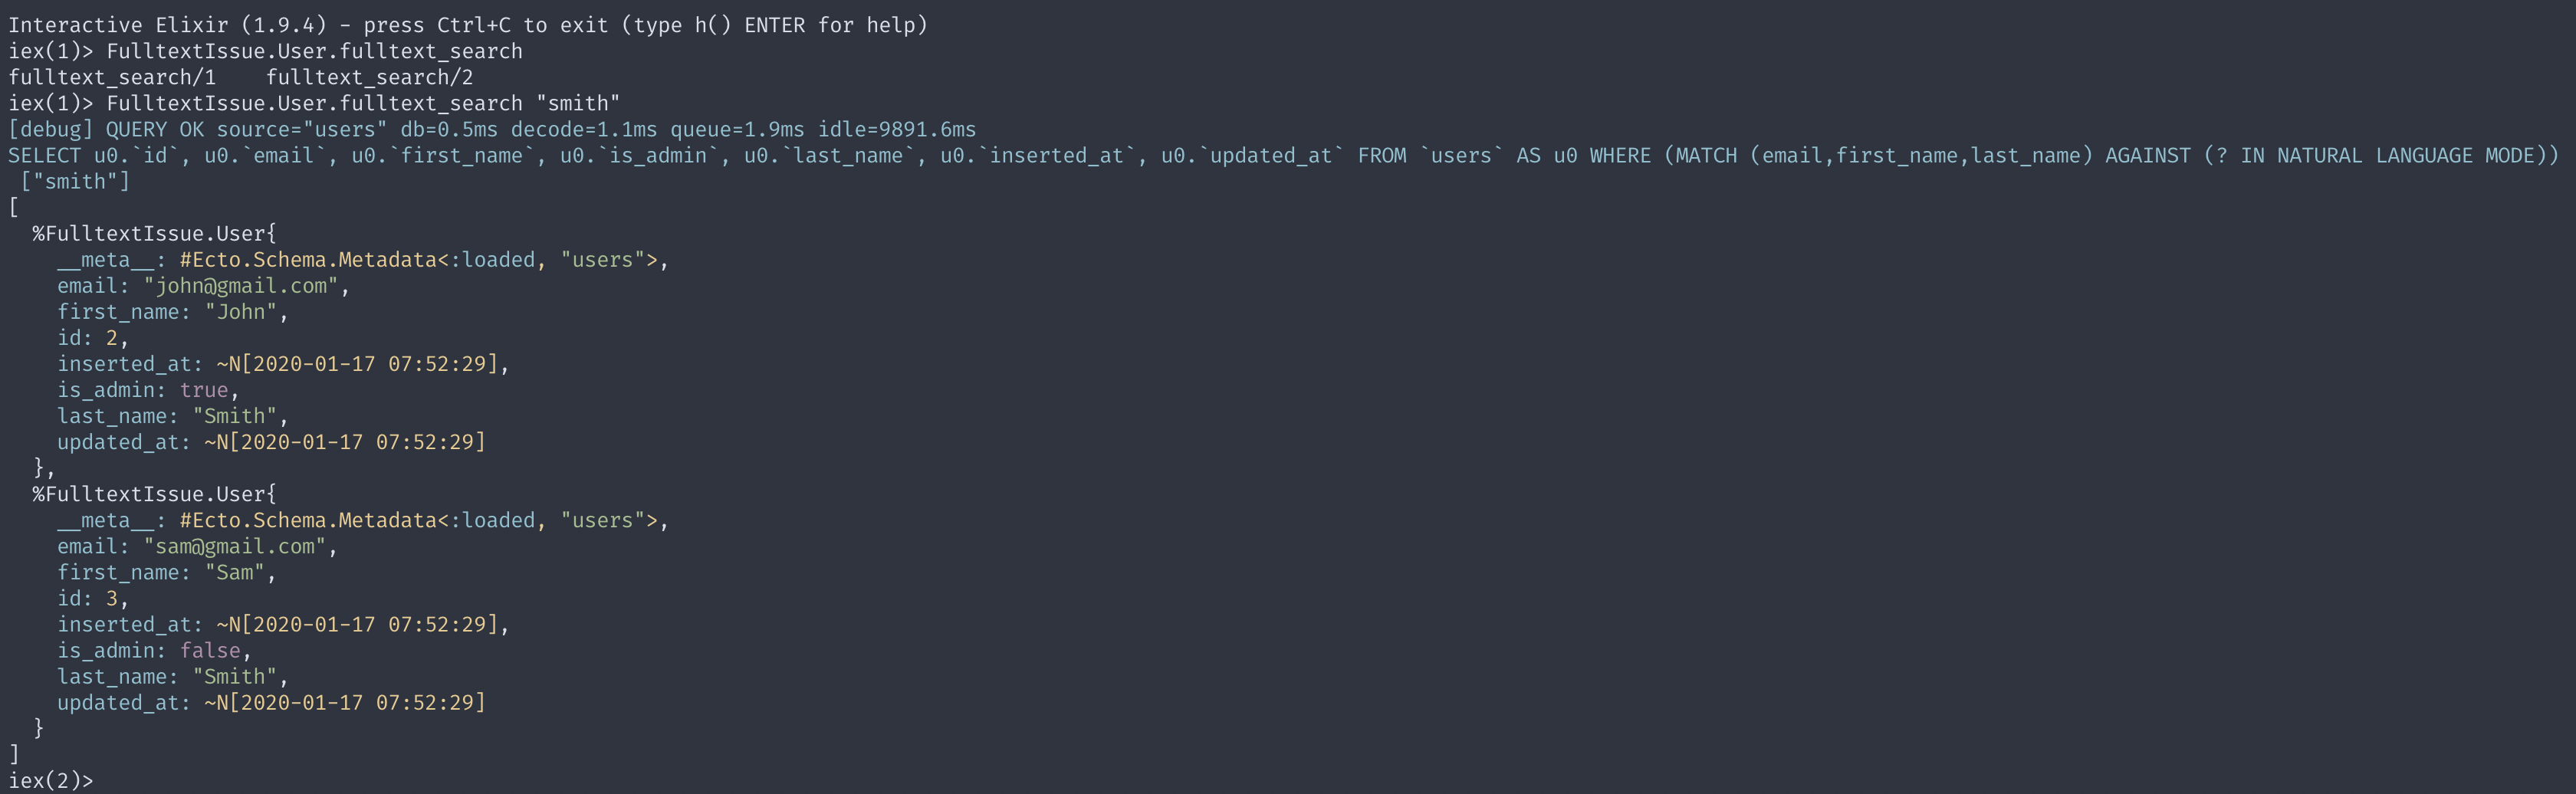 Interactive Elixir (1.9.4) - press Ctrl+C to exit (type h() ENTER for help)
iex(1)> FulltextIssue.User.fulltext_search
fulltext_search/1    fulltext_search/2
iex(1)> FulltextIssue.User.fulltext_search "smith"
[debug] QUERY OK source="users" db=0.5ms decode=1.1ms queue=1.9ms idle=9891.6ms
SELECT u0.`id`, u0.`email`, u0.`first_name`, u0.`is_admin`, u0.`last_name`, u0.`inserted_at`, u0.`updated_at` FROM `users` AS u0 WHERE (MATCH (email,first_name,last_name) AGAINST (? IN NATURAL LANGUAGE MODE))
 ["smith"]
[
  %FulltextIssue.User{
    __meta__: #Ecto.Schema.Metadata<:loaded, "users">,
    email: "john@gmail.com",
    first_name: "John",
    id: 2,
    inserted_at: ~N[2020-01-17 07:52:29],
    is_admin: true,
    last_name: "Smith",
    updated_at: ~N[2020-01-17 07:52:29]
  },
  %FulltextIssue.User{
    __meta__: #Ecto.Schema.Metadata<:loaded, "users">,
    email: "sam@gmail.com",
    first_name: "Sam",
    id: 3,
    inserted_at: ~N[2020-01-17 07:52:29],
    is_admin: false,
    last_name: "Smith",
    updated_at: ~N[2020-01-17 07:52:29]
  }
]
iex(2)>